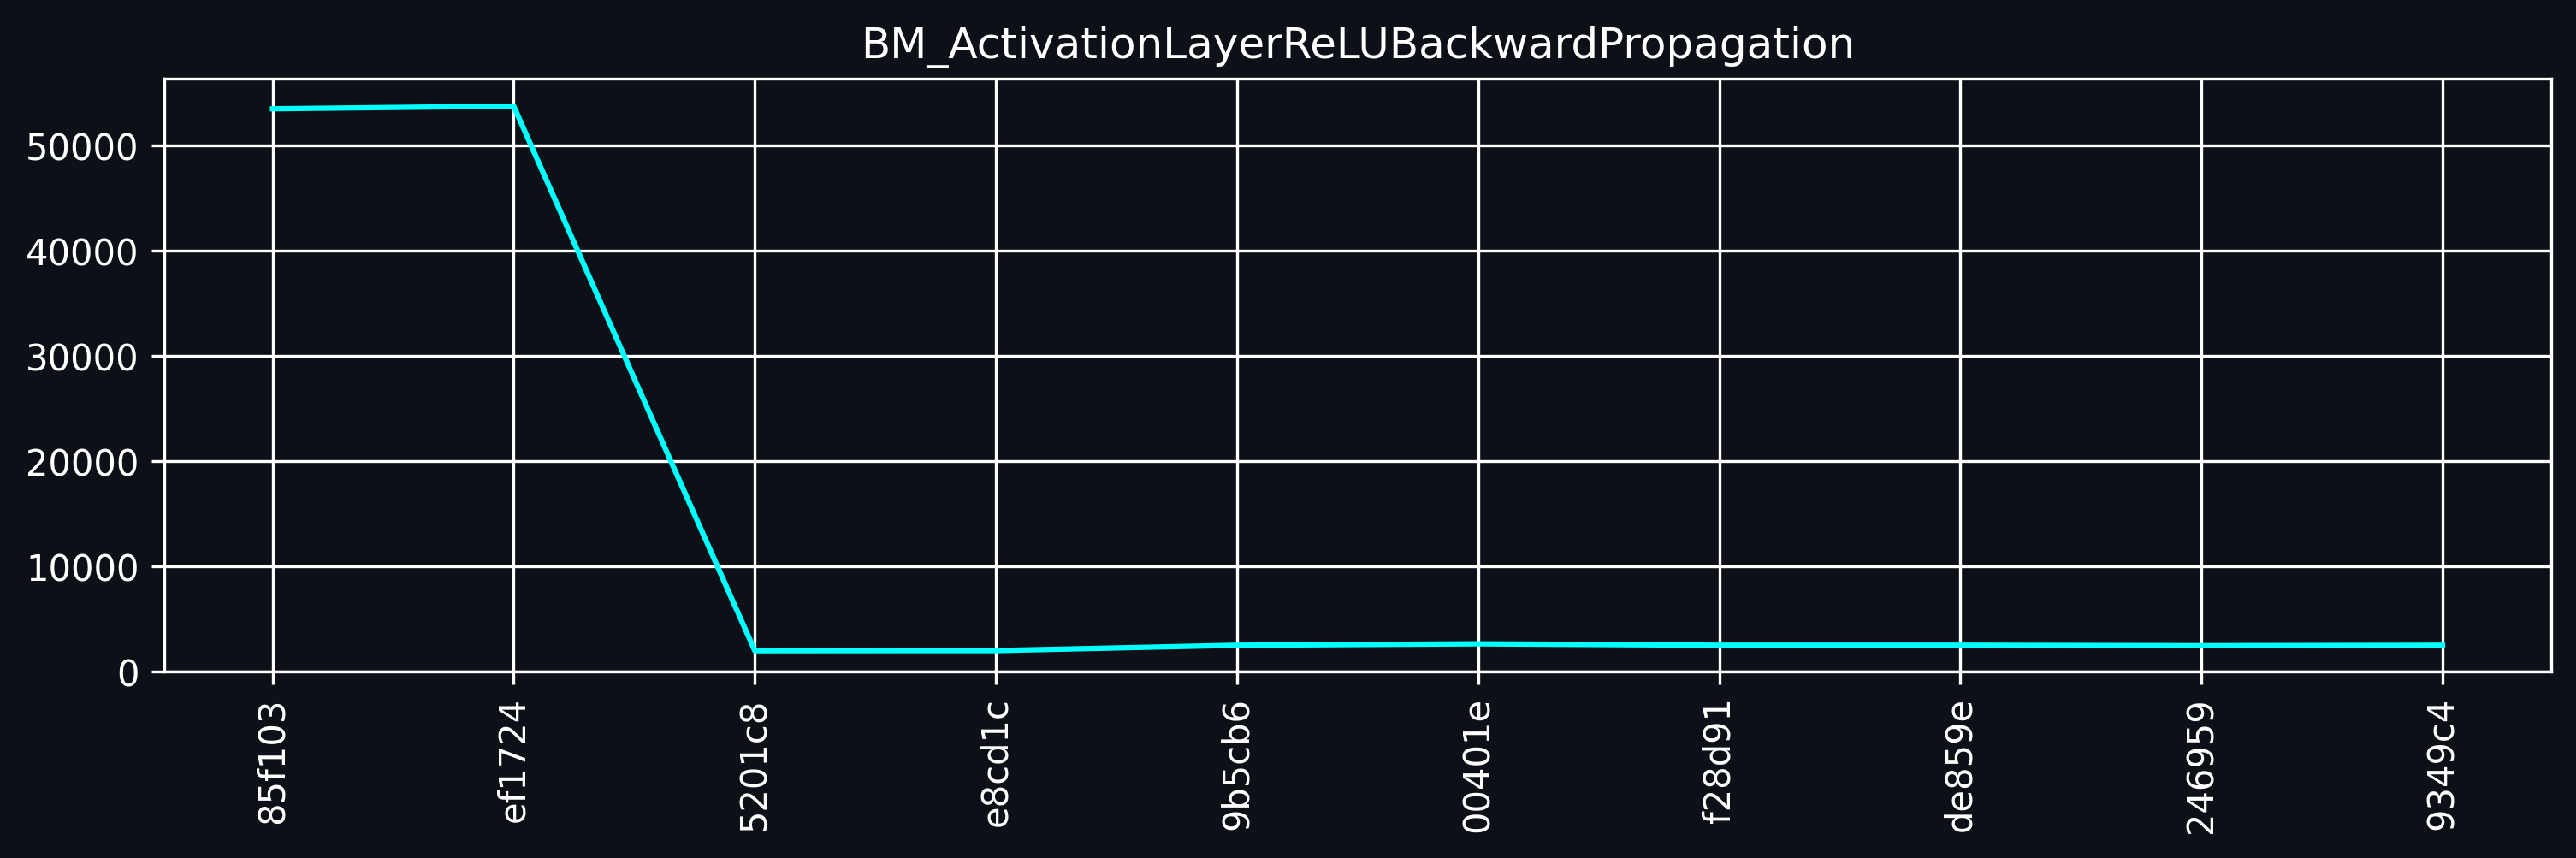 BM_ActivationLayerReLUBackwardPropagation
50000
40000
30000
20000
10000
0
85f103
ef1724
5201c8
e8cd1c
9b5cb6
00401e
f28d91
de859e
246959
9349c4